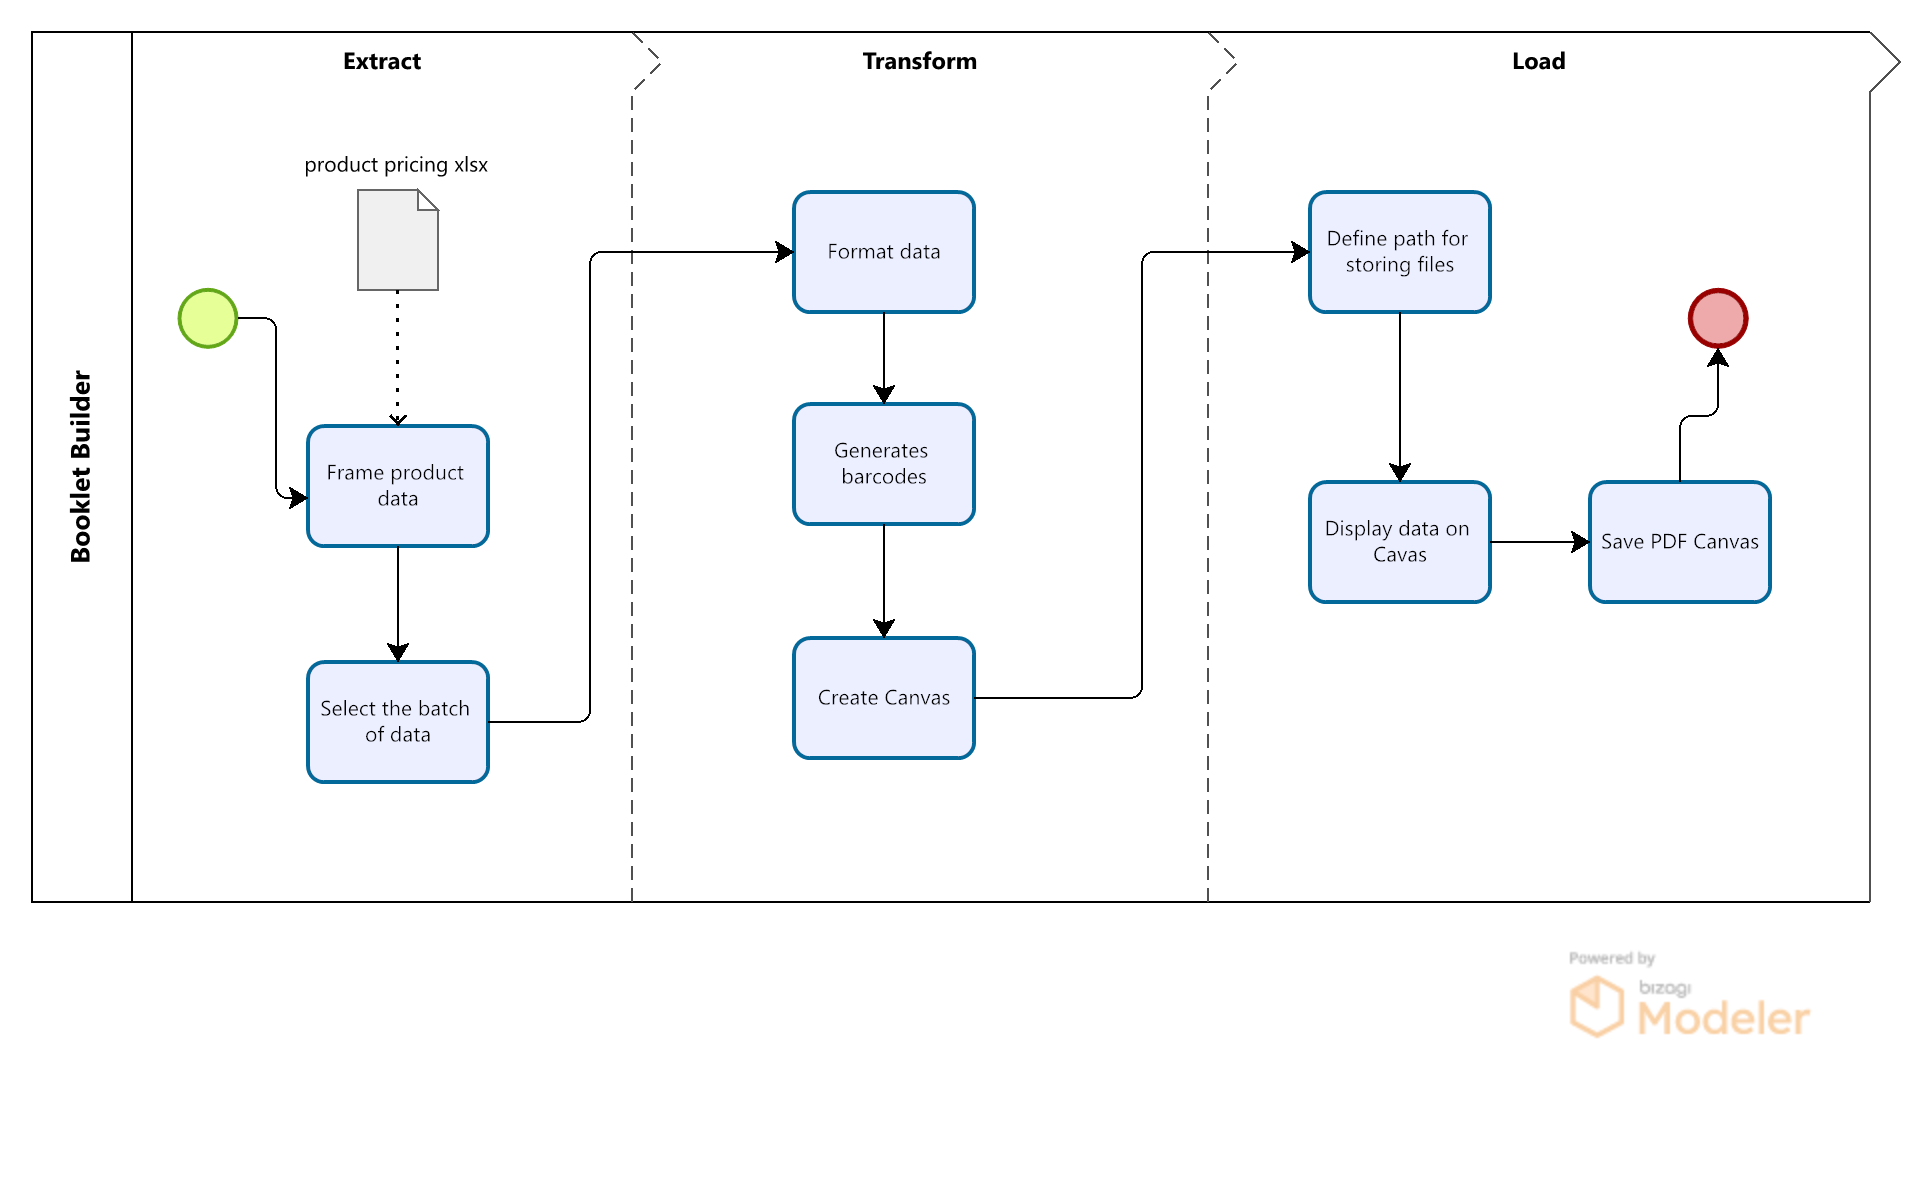 Booklet Builder
Extract
product pricing xlsx
Frame product
data
Select the batch
of data
Transform
Format data
Generates
barcodes
Create Canvas
Load
Define path for
storing files
Display data on
Cavas
Save PDF Canvas
Powered by
bizagi
Modeler